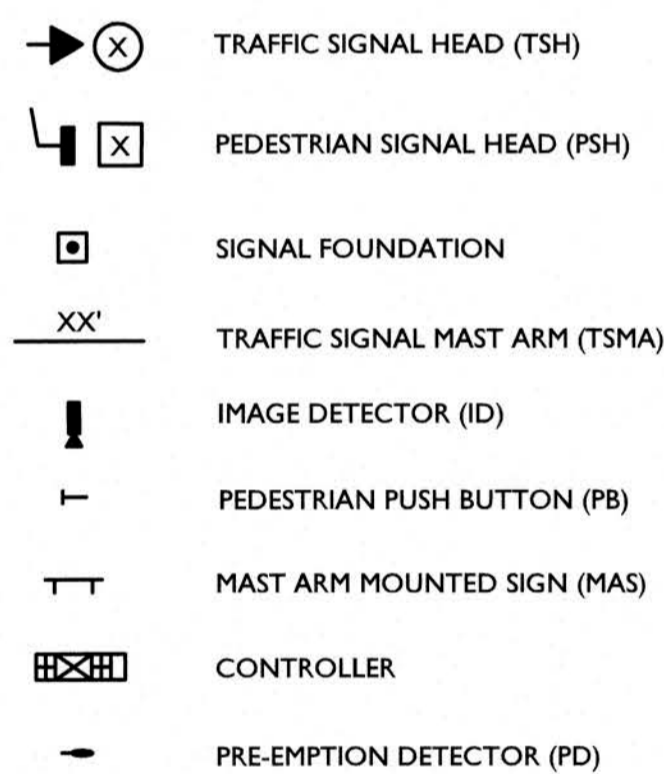 X TRAFFIC SIGNAL HEAD (TSH)
X PEDESTRIAN SIGNAL HEAD (PSH)
SIGNAL FOUNDATION
XX'
TRAFFIC SIGNAL MAST ARM (TSMA)
IMAGE DETECTOR (ID)
PEDESTRIAN PUSH BUTTON (PB)
MAST ARM MOUNTED SIGN (MAS)
CONTROLLER
PRE-EMPTION DETECTOR (PD)